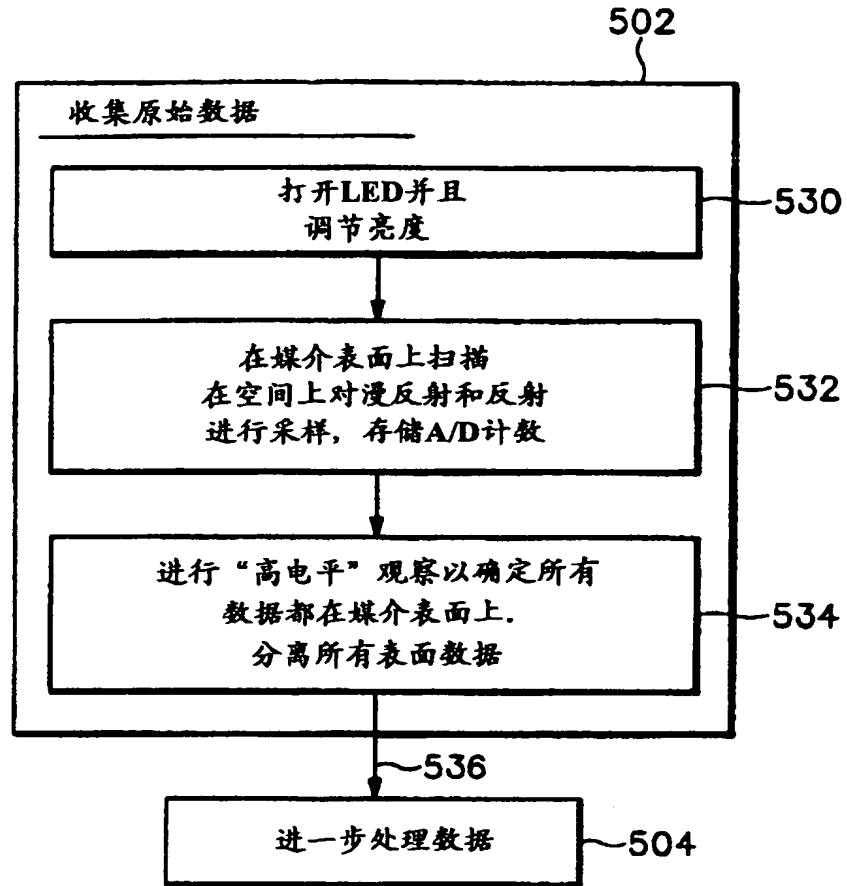 502
收集原始数据
打开LED并且
调节亮度
530
在媒介表面上扫描
在空间上对漫反射和反射
进行采样，存储A/D计数
532
进行“高电平”观察以确定所有
数据都在媒介表面上.
分离所有表面数据
534
536
进一步处理数据
504